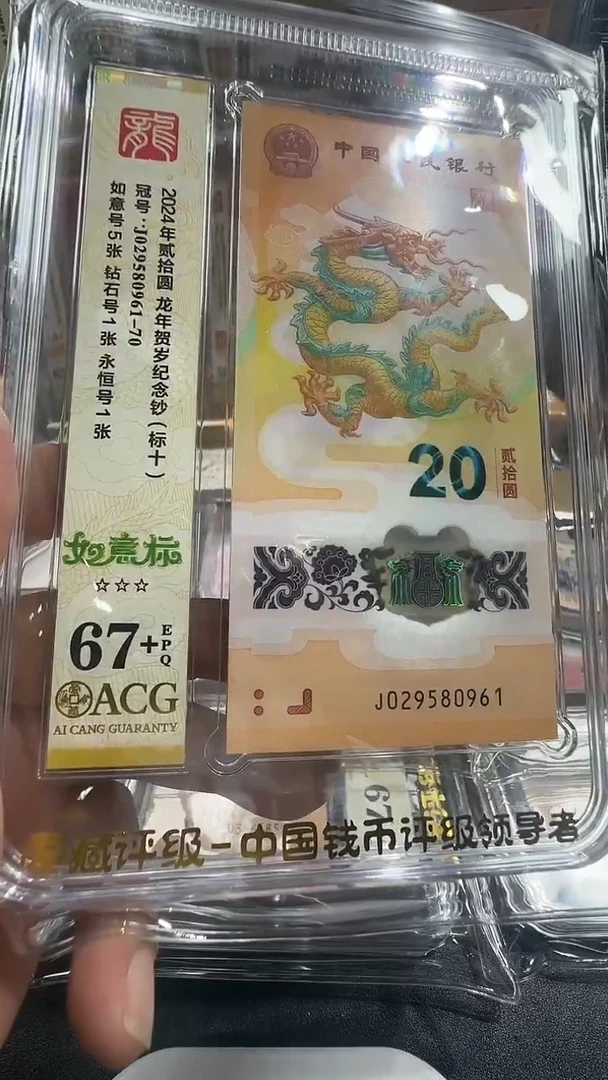 龍
2024年贰拾圆 龙年贺岁纪念钞(标十)
冠号:J029580961-70
如意号5张 钻石号1张 永恒号1张
如意标
☆☆☆
67+
EPQ
ACG
AI CANG GUARANTY
中国人民银行
20
贰拾圆
J029580961
藏评级-中国钱币评级领导者
67